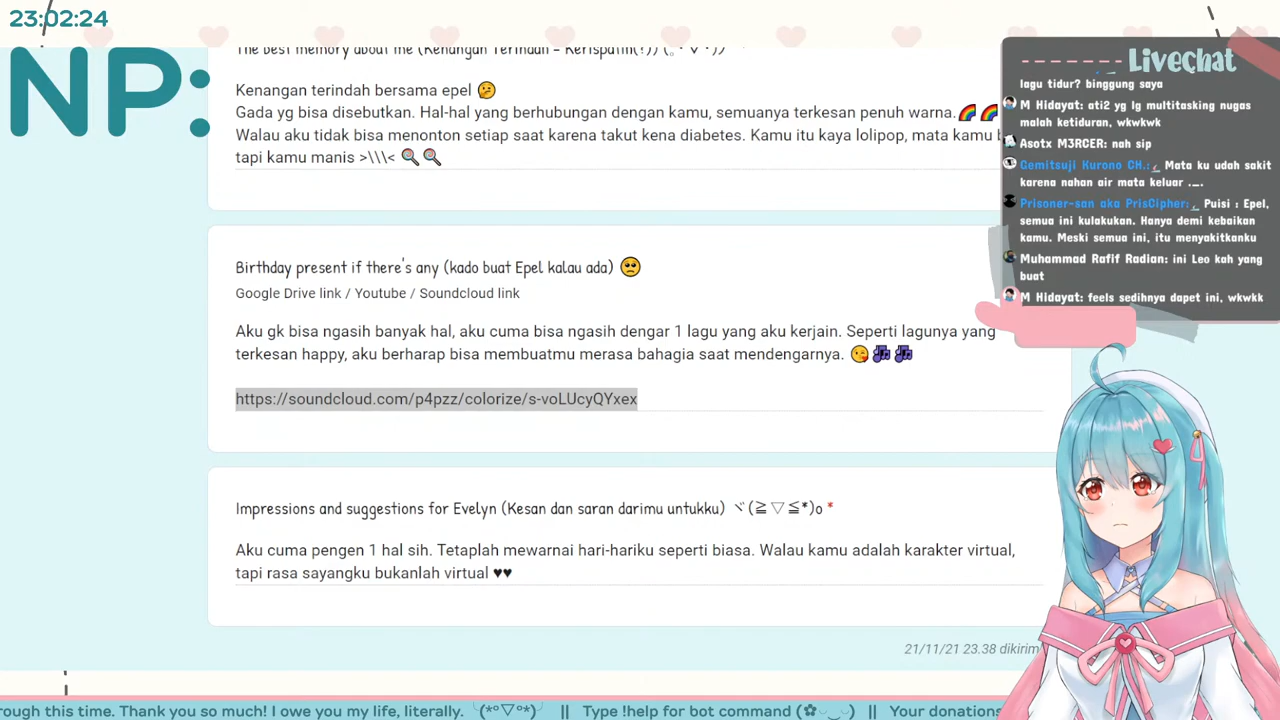 23:02:24
NP:
The best memory about me (Kenangan Terindah - Kerispatih(?))
Kenangan terindah bersama epel 🤔
Gada yg bisa disebutkan. Hal-hal yang berhubungan dengan kamu, semuanya terkesan penuh warna.🌈🌈
Walau aku tidak bisa menonton setiap saat karena takut kena diabetes. Kamu itu kaya lolipop, mata kamu b
tapi kamu manis >\\\< 🍭🍭
Birthday present if there's any (kado buat Epel kalau ada) 🥺
Google Drive link / Youtube / Soundcloud link
Aku gk bisa ngasih banyak hal, aku cuma bisa ngasih dengar 1 lagu yang aku kerjain. Seperti lagunya yang
terkesan happy, aku berharap bisa membuatmu merasa bahagia saat mendengarnya. 😘🎶🎶
https://soundcloud.com/p4pzz/colorize/s-voLUcyQYxex
Impressions and suggestions for Evelyn (Kesan dan saran darimu untukku) ヾ(≧▽≦*)o *
Aku cuma pengen 1 hal sih. Tetaplah mewarnai hari-hariku seperti biasa. Walau kamu adalah karakter virtual,
tapi rasa sayangku bukanlah virtual ♥♥
21/11/21 23.38 dikirim
LiveChat
lagu tidur? binggung saya
M Hidayat: ati2 yg lg multitasking nugas
malah ketiduran, wkwkwk
Asotx M3RCER: nah sip
Gemitsuji Kurono CH.: Mata ku udah sakit
karena nahan air mata keluar ._.
Prisoner-san aka PrisCipher: Puisi : Epel,
semua ini kulakukan. Hanya demi kebaikan
kamu. Meski semua ini, itu menyakitkanku
Muhammad Rafif Radian: ini Leo kah yang
buat
M Hidayat: feels sedihnya dapet ini, wkwkk
rough this time. Thank you so much! I owe you my life, literally. ╰(*°▽°*)╯ || Type !help for bot command (✿◡‿◡) || Your donations